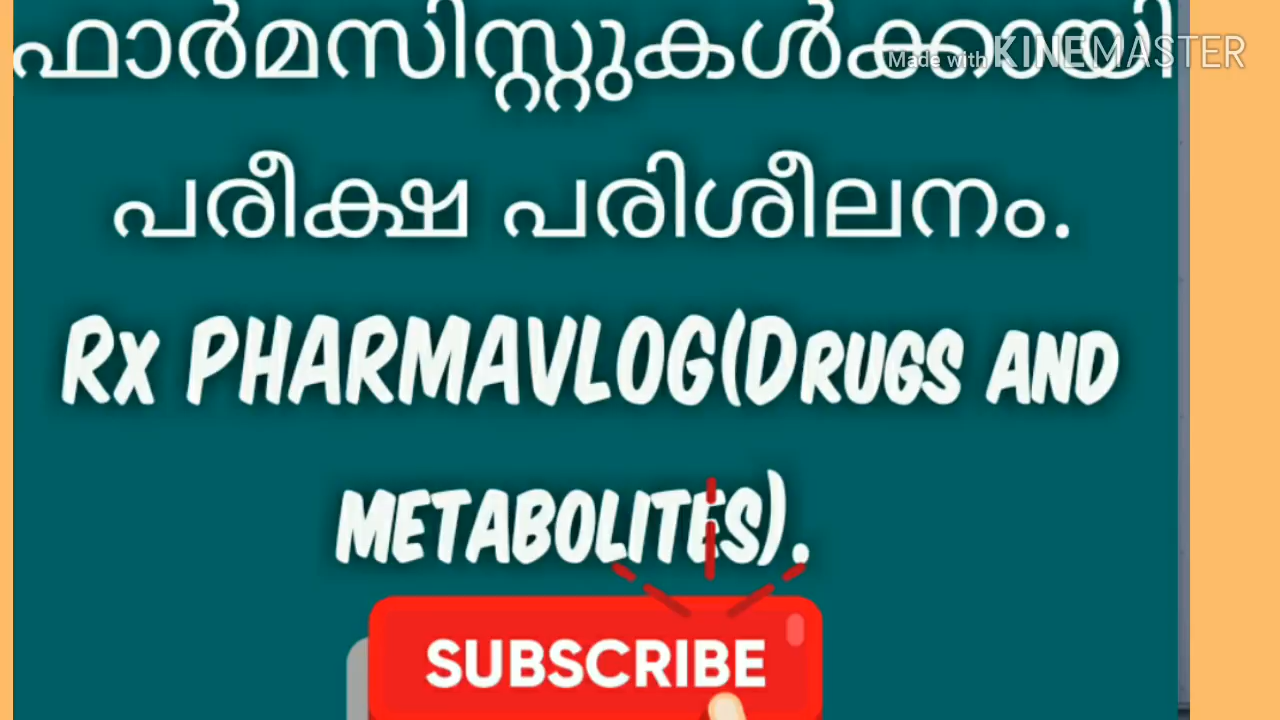 ഫാർമസിസ്റ്റുകൾക്കായി
Made with KINEMASTER
പരീക്ഷ പരിശീലനം.
RX PHARMAVLOG(DRUGS AND
METABOLITES).
SUBSCRIBE